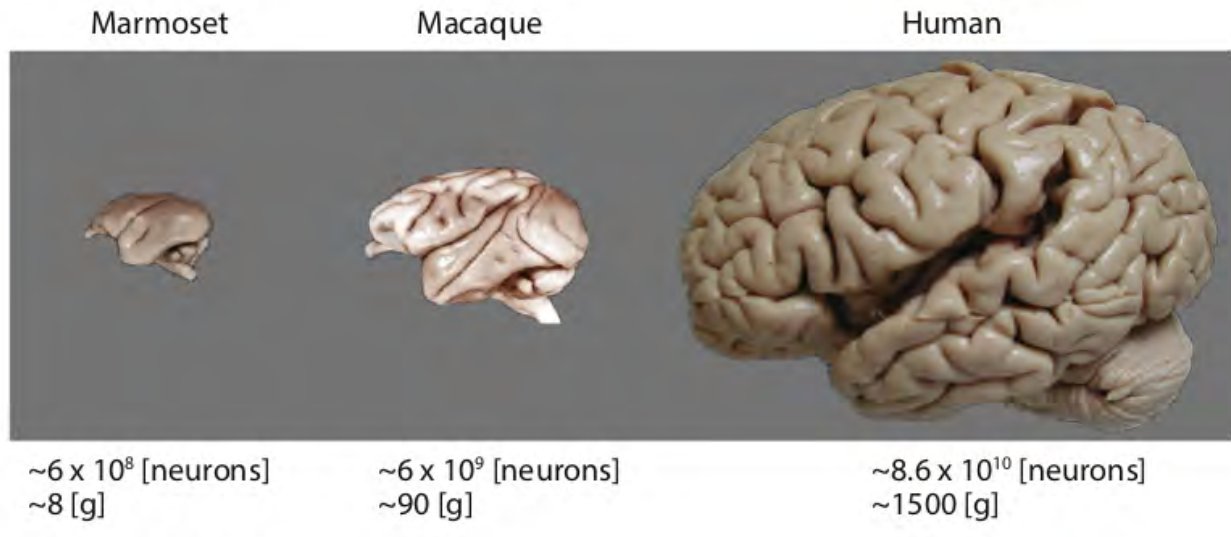 Marmoset Macaque Human
~6 x 10⁸ [neurons] ~6 x 10⁹ [neurons] ~8.6 x 10¹⁰ [neurons]
~8 [g] ~90 [g] ~1500 [g]